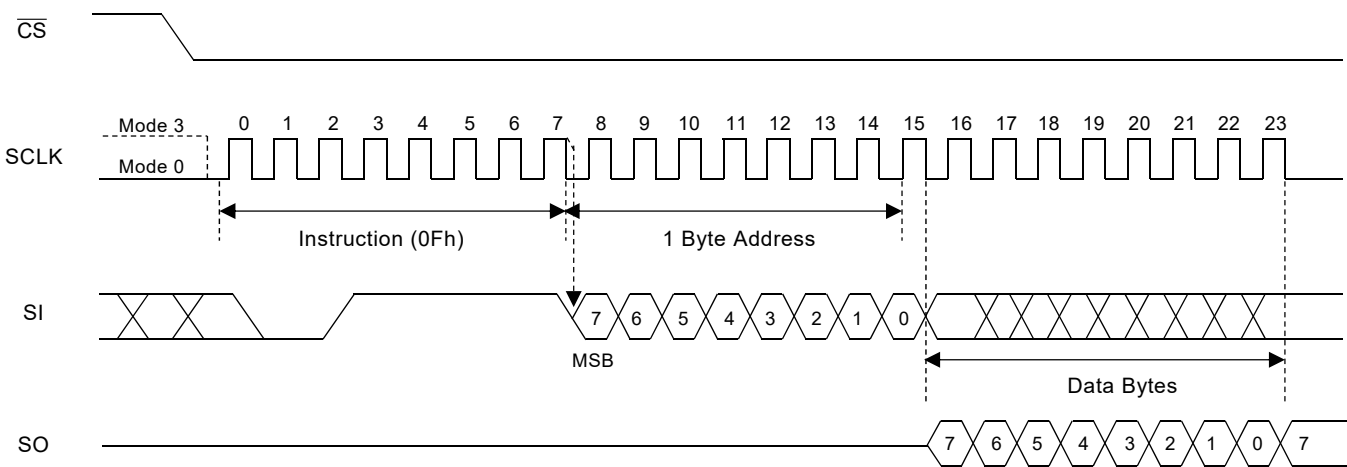 CS
Mode 3
0 1 2 3 4 5 6 7 8 9 10 11 12 13 14 15 16 17 18 19 20 21 22 23
SCLK
Mode 0
Instruction (0Fh)
1 Byte Address
SI
7 6 5 4 3 2 1 0
MSB
Data Bytes
SO
7 6 5 4 3 2 1 0 7